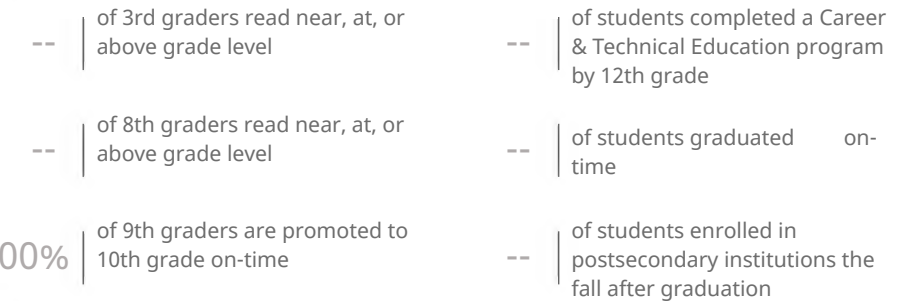 -- of 3rd graders read near, at, or
above grade level
-- of 8th graders read near, at, or
above grade level
00% of 9th graders are promoted to
10th grade on-time
-- of students completed a Career
& Technical Education program
by 12th grade
-- of students graduated on-
time
-- of students enrolled in
postsecondary institutions the
fall after graduation